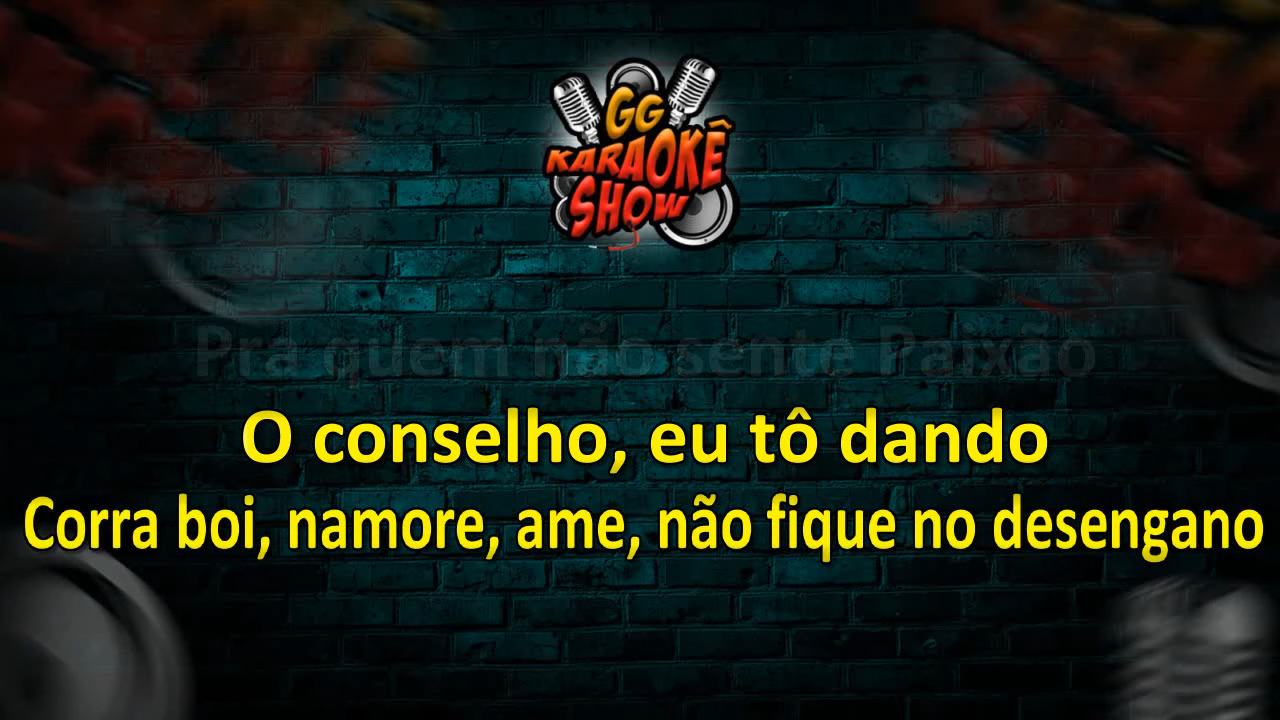 GG
KARAOKÊ
SHOW
Pra quem não sente Paixão
O conselho, eu tô dando
Corra boi, namore, ame, não fique no desengano